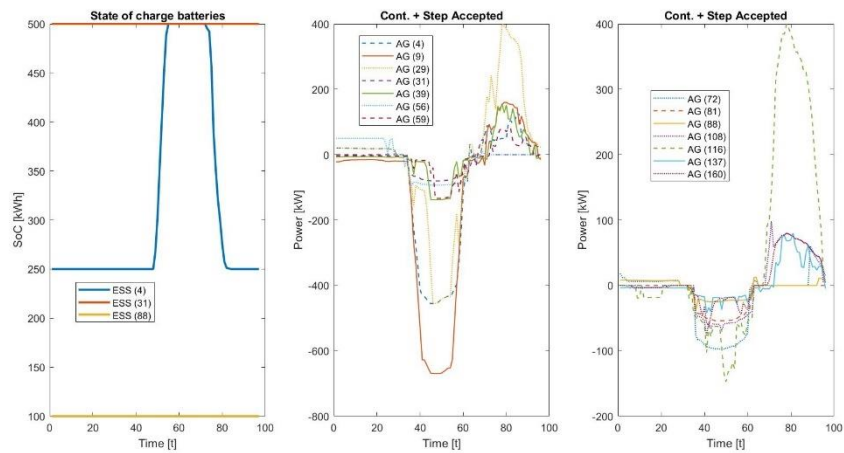 State of charge batteries
500
450
400
350
300
250
200
150
100
0 20 40 60 80 100
SoC [kWh]
Time [t]
ESS (4)
ESS (31)
ESS (88)
Cont. + Step Accepted
400
200
0
-200
-400
-600
-800
0 20 40 60 80 100
Power [kW]
Time [t]
AG (4)
AG (9)
AG (29)
AG (31)
AG (39)
AG (56)
AG (59)
Cont. + Step Accepted
400
300
200
100
0
-100
-200
0 20 40 60 80 100
Power [kW]
Time [t]
AG (72)
AG (81)
AG (88)
AG (108)
AG (116)
AG (137)
AG (160)